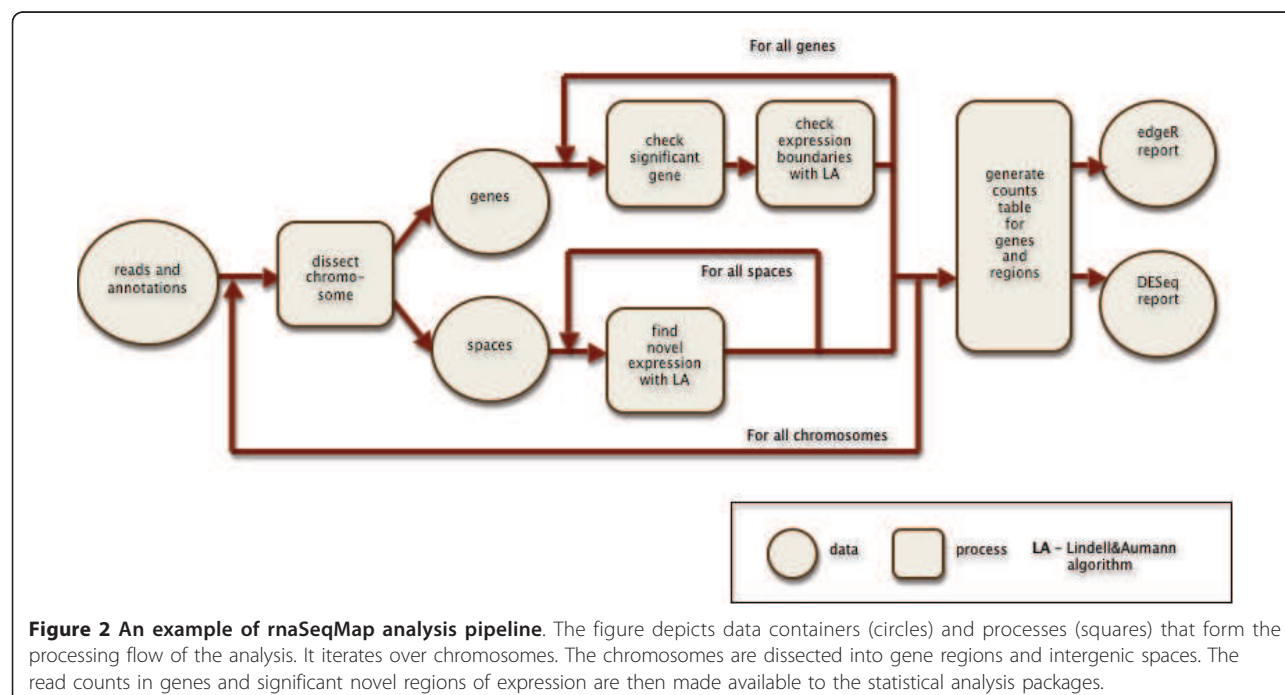 For all genes
check
significant
gene
check
expression
boundaries
with LA
genes
reads and
annotations
dissect
chromo-
some
For all spaces
spaces
find
novel
expression
with LA
For all chromosomes
generate
counts
table
for
genes
and
regions
edgeR
report
DESeq
report
data
process
LA – Lindell&Aumann
algorithm
Figure 2 An example of rnaSeqMap analysis pipeline. The figure depicts data containers (circles) and processes (squares) that form the
processing flow of the analysis. It iterates over chromosomes. The chromosomes are dissected into gene regions and intergenic spaces. The
read counts in genes and significant novel regions of expression are then made available to the statistical analysis packages.